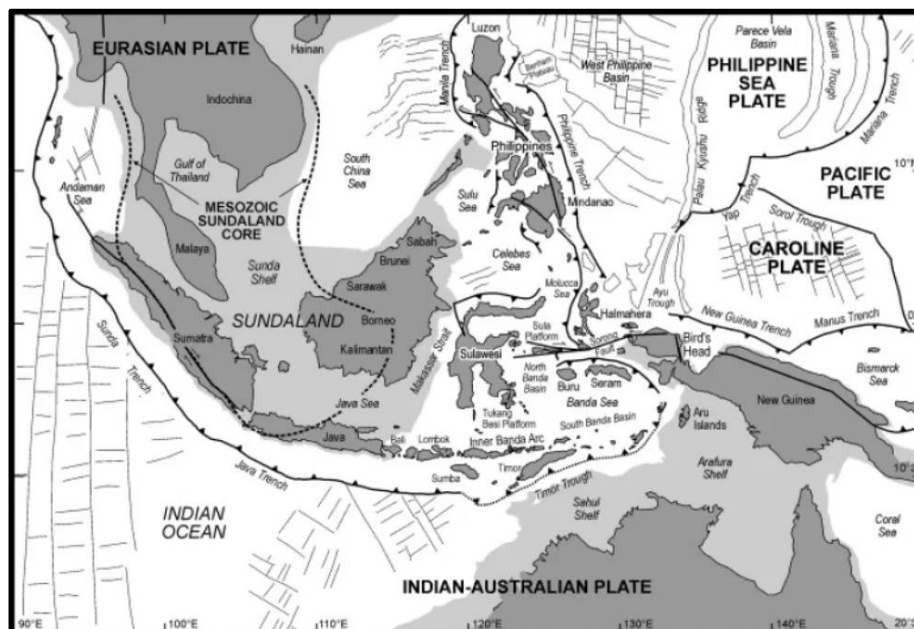 EURASIAN PLATE
Hainan
Luzon
Manila Trench
Benham
Plateau
West Philippine
Basin
Parece Vela
Basin
Mariana
Trough
PHILIPPINE
SEA
PLATE
Mariana Trench
Indochina
Palau Kyushu Ridge
Philippine Trench
Philippines
South
China
Sea
Gulf of
Thailand
MESOZOIC
SUNDALAND
CORE
Andaman
Sea
Sulu
Sea
Mindanao
10°N
PACIFIC
PLATE
Yap
Trench
Sorol Trough
CAROLINE
PLATE
Malaya
Sunda
Shelf
Sabah
Brunei
Sarawak
Celebes
Sea
Molucca
Sea
Ayu
Trough
Halmahera
New Guinea Trench
Manus Trench
0°
SUNDALAND
Borneo
Kalimantan
Makassar Strait
Sumatra
Sunda
Trench
Sulawesi
Sula
Platform
Sorong
Fault
Bird's
Head
North
Banda
Basin
Buru
Seram
Bismarck
Sea
Java Sea
Banda Sea
Tukang
Besi Platform
South Banda Basin
Aru
Islands
New Guinea
Java
Bali
Lombok
Inner Banda Arc
Sumba
Timor
Timor Trough
Java Trench
Arafura
Shelf
10°S
Sahul
Shelf
INDIAN
OCEAN
Coral
Sea
INDIAN-AUSTRALIAN PLATE
90°E
100°E
110°E
120°E
130°E
140°E